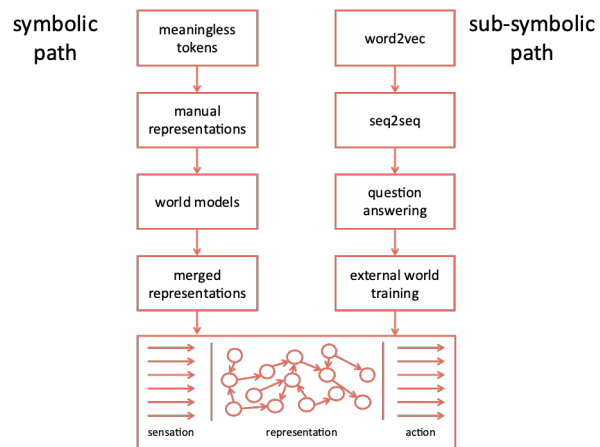 symbolic
path
meaningless
tokens
word2vec
sub-symbolic
path
manual
representations
seq2seq
world models
question
answering
merged
representations
external world
training
sensation
representation
action